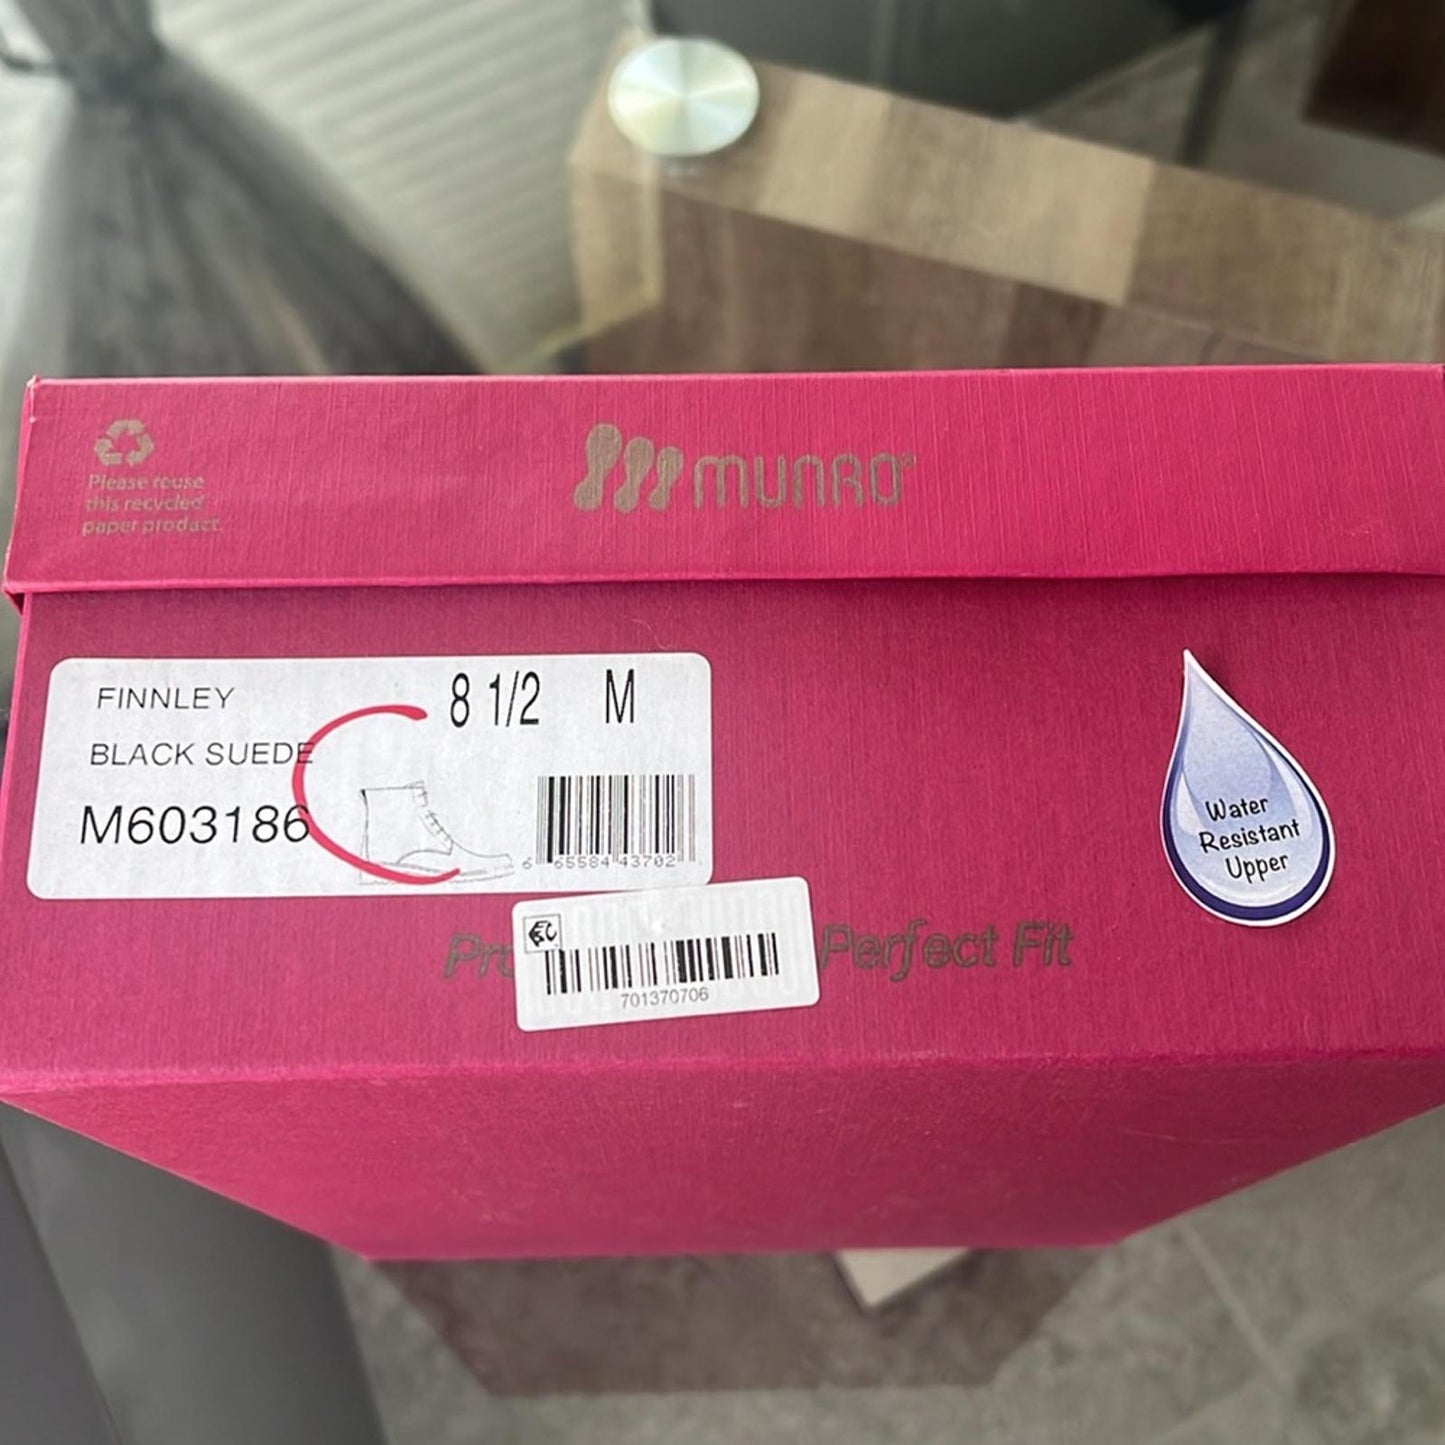 Please reuse
this recycled
paper product.
munro
FINNLEY
8 1/2 M
BLACK SUEDE
M603186
6 65584 43702
Water
Resistant
Upper
Perfect Fit
701370706